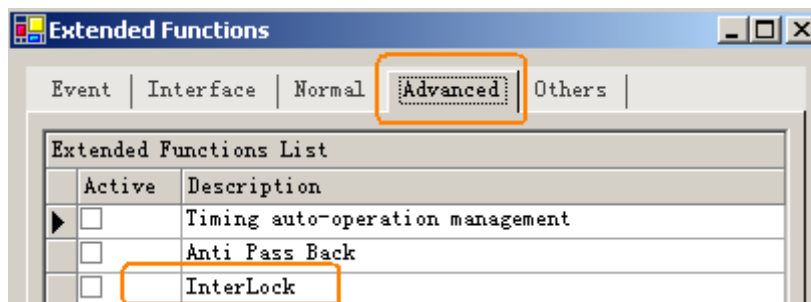 Extended Functions
Event Interface Normal Advanced Others
Extended Functions List
Active Description
Timing auto-operation management
Anti Pass Back
InterLock